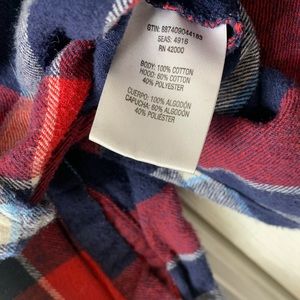 GTIN: 887409044183
SEAS: 4916
RN 42000
BODY: 100% COTTON
HOOD: 60% COTTON
40% POLYESTER
CUERPO: 100% ALGODÓN
CAPUCHA: 60% ALGODÓN
40% POLIÉSTER